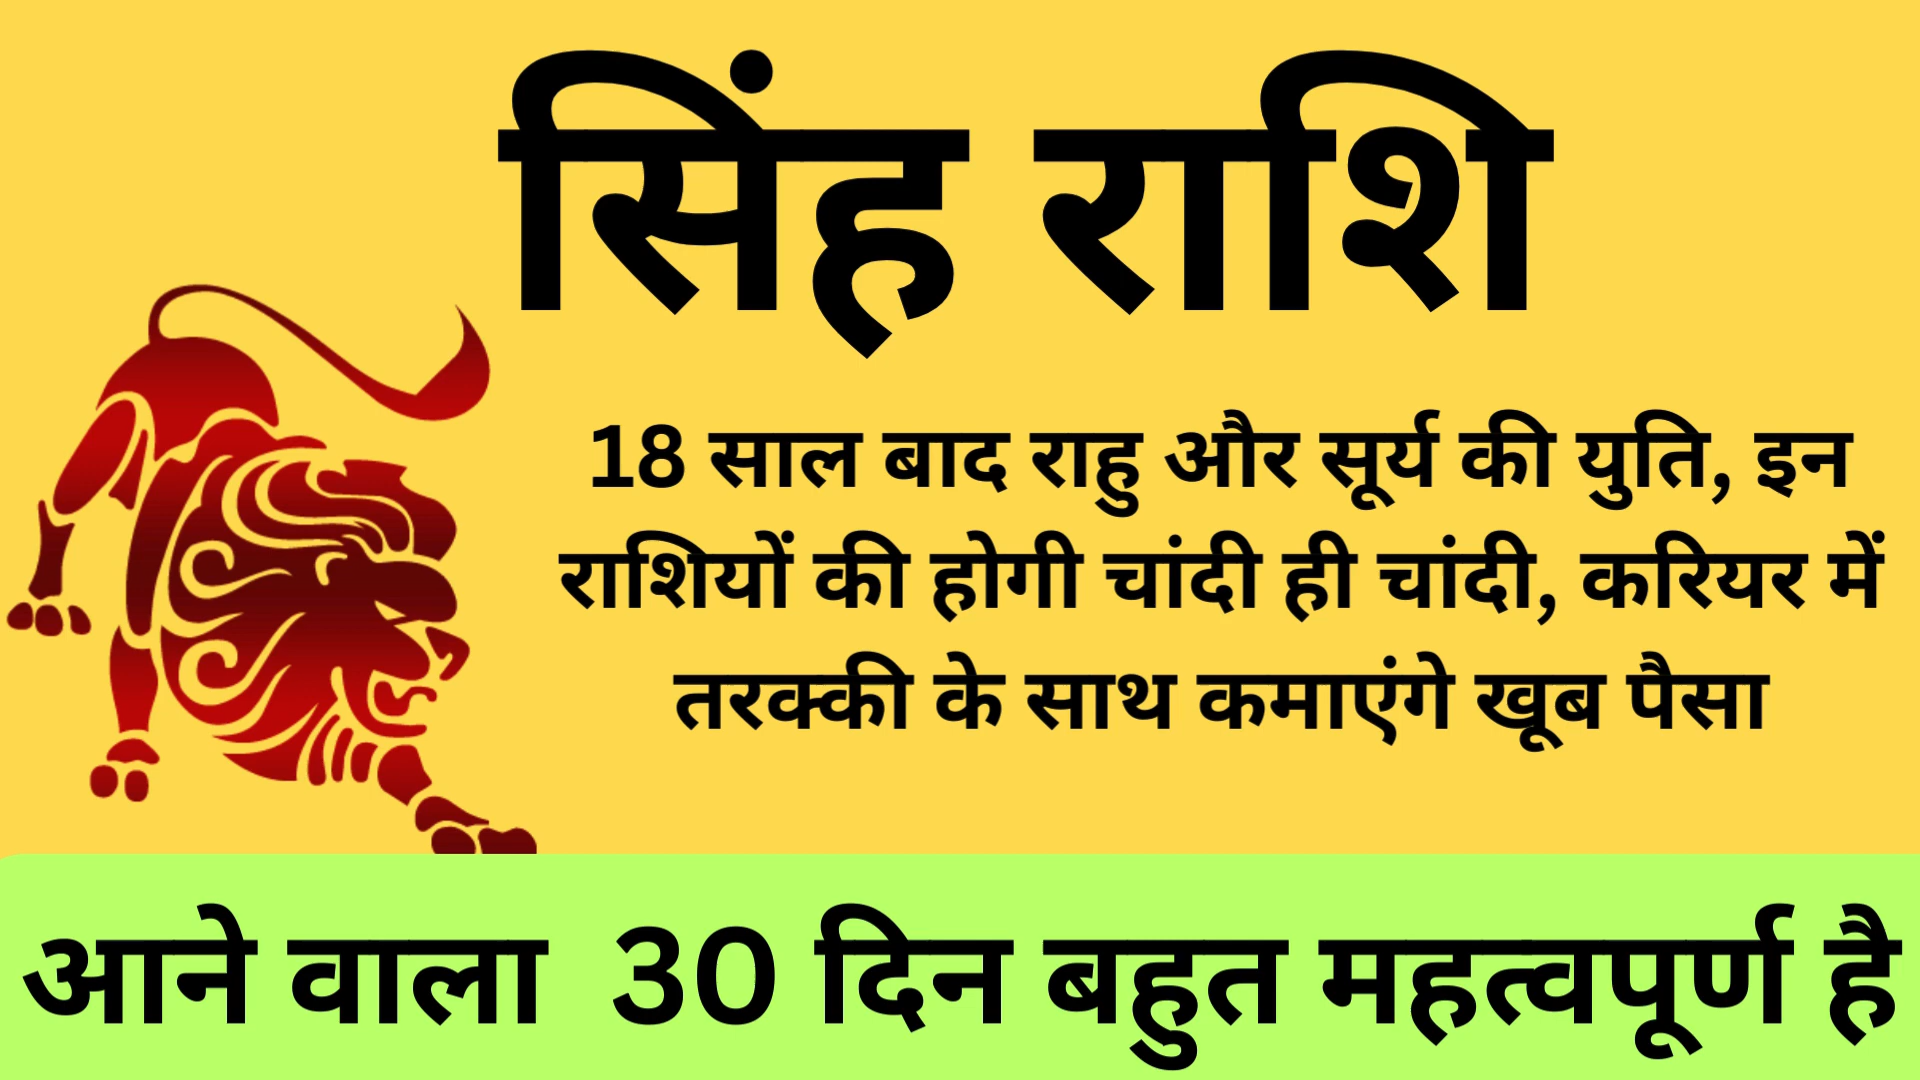 सिंह राशि
18 साल बाद राहु और सूर्य की युति, इन
राशियों की होगी चांदी ही चांदी, करियर में
तरक्की के साथ कमाएंगे खूब पैसा
आने वाला 30 दिन बहुत महत्वपूर्ण है